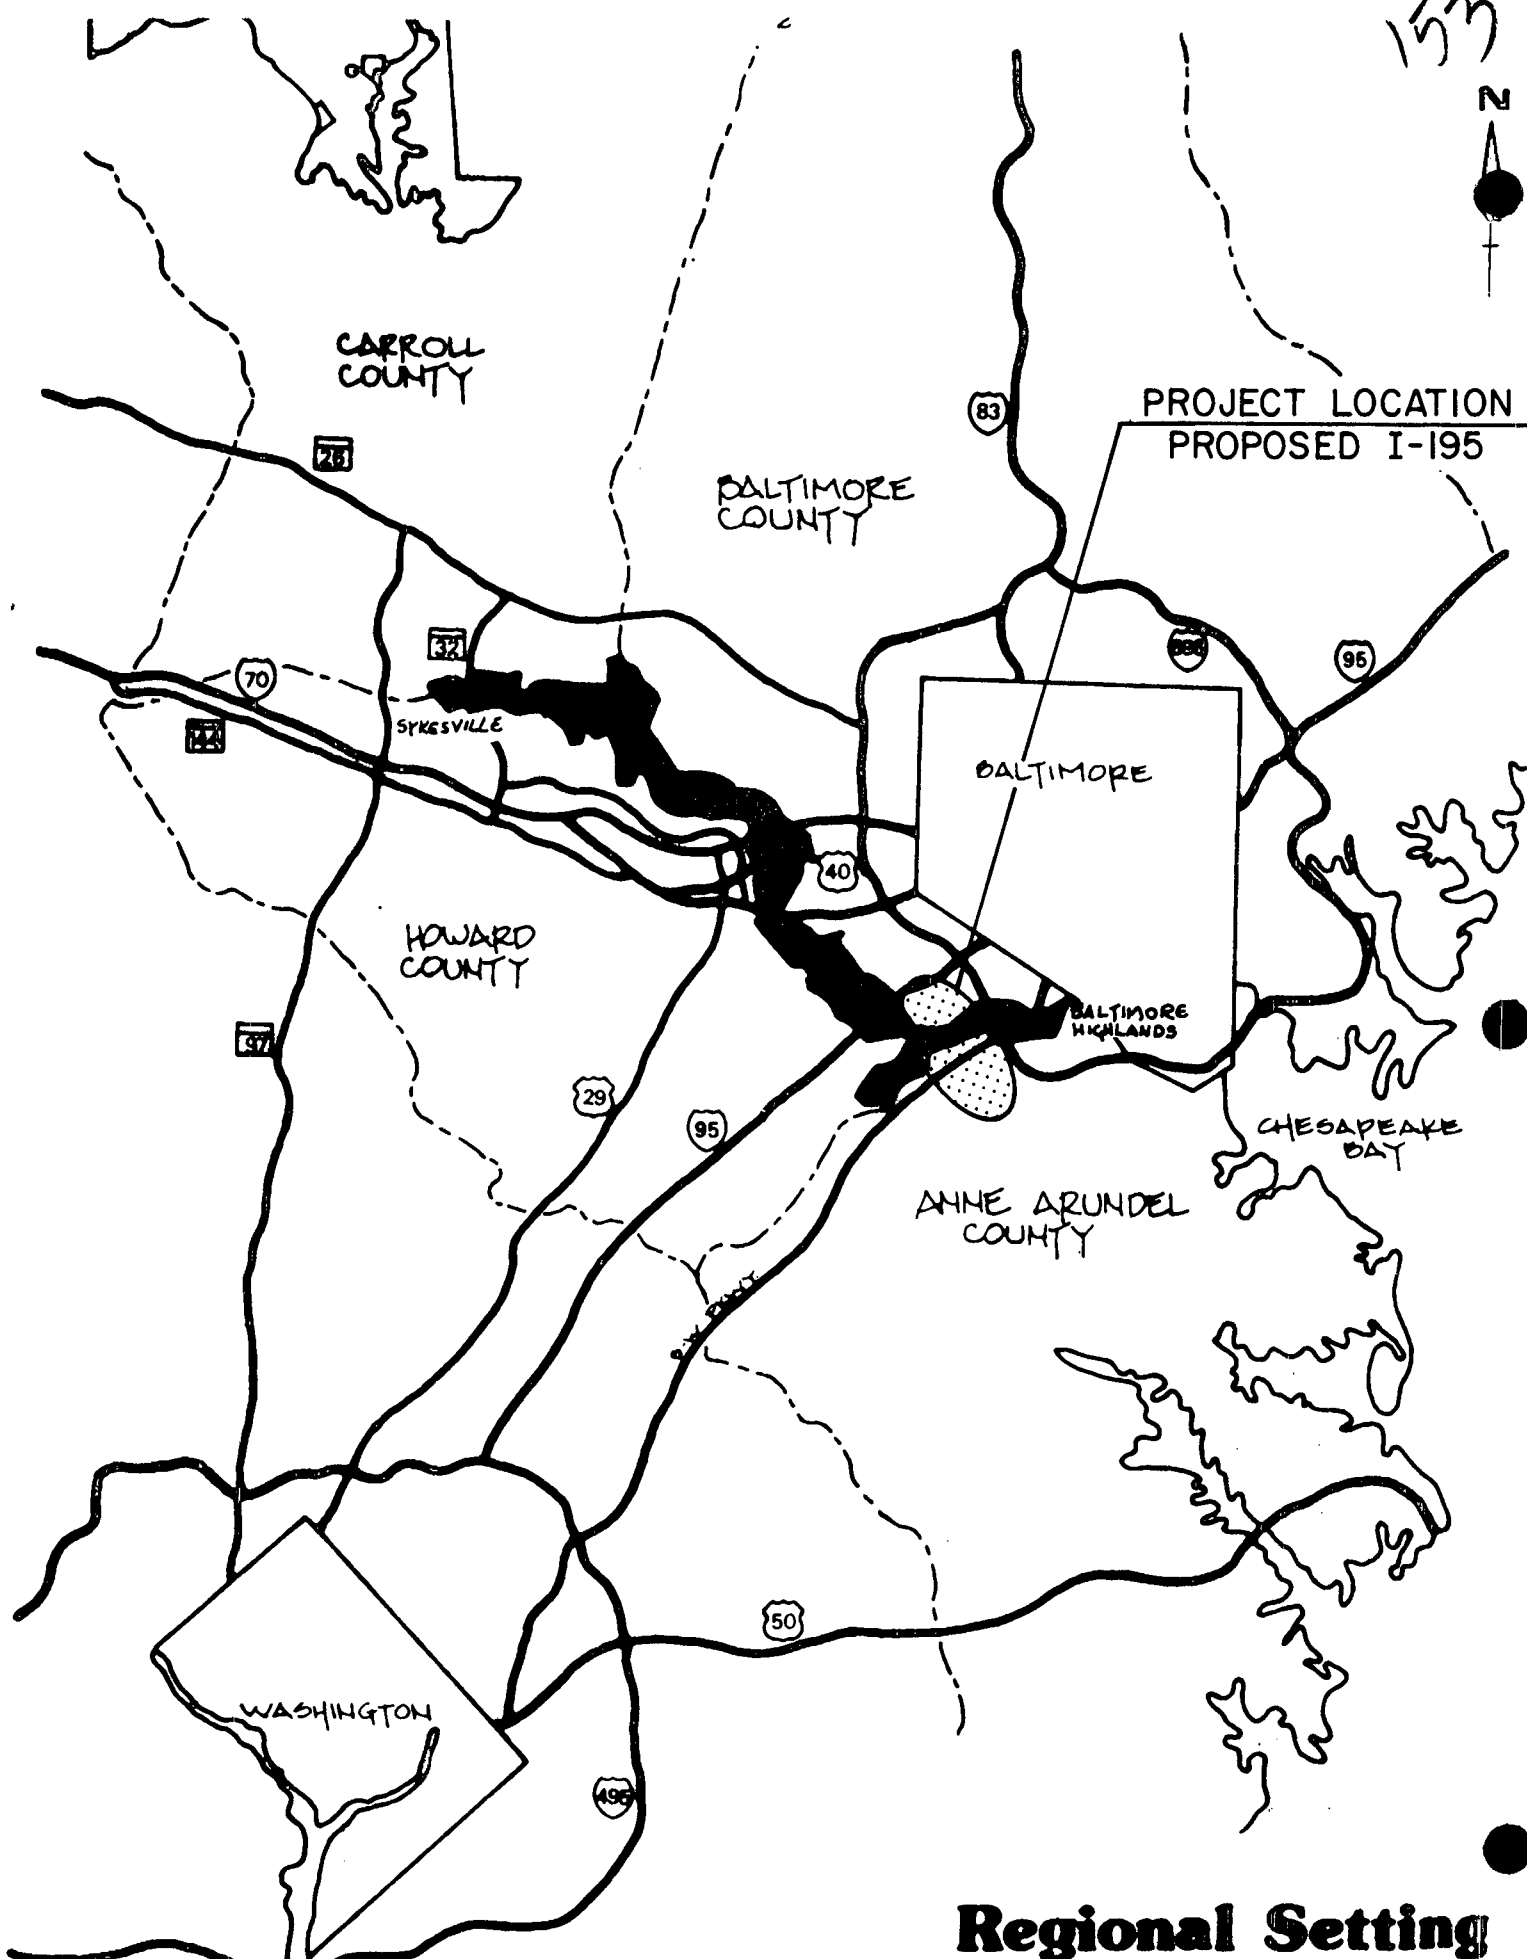 153
N
CARROLL
COUNTY
83
PROJECT LOCATION
PROPOSED I-195
26
BALTIMORE
COUNTY
32
95
70
SYKESVILLE
144
BALTIMORE
40
HOWARD
COUNTY
BALTIMORE
HIGHLANDS
97
29
95
CHESAPEAKE
BAY
ANNE ARUNDEL
COUNTY
50
WASHINGTON
495
Regional Setting